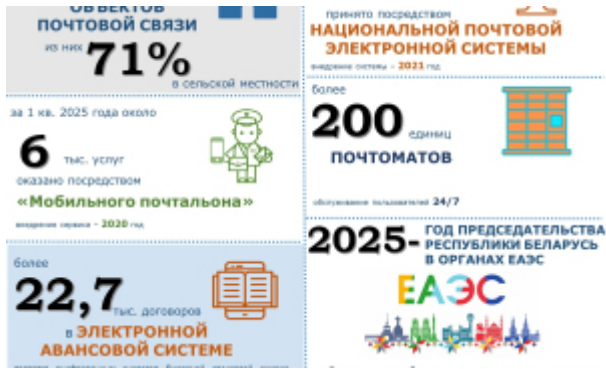 ОБЪЕКТОВ
ПОЧТОВОЙ СВЯЗИ
из них 71%
в сельской местности
за 1 кв. 2025 года около
6 тыс. услуг
оказано посредством
«Мобильного почтальона»
внедрение сервиса – 2020 год
более
22,7 тыс. договоров
в ЭЛЕКТРОННОЙ
АВАНСОВОЙ СИСТЕМЕ
принято посредством
НАЦИОНАЛЬНОЙ ПОЧТОВОЙ
ЭЛЕКТРОННОЙ СИСТЕМЫ
внедрение системы – 2021 год
более
200 единиц
ПОЧТОМАТОВ
обслуживание пользователей 24/7
2025- ГОД ПРЕДСЕДАТЕЛЬСТВА
РЕСПУБЛИКИ БЕЛАРУСЬ
В ОРГАНАХ ЕАЭС
ЕАЭС